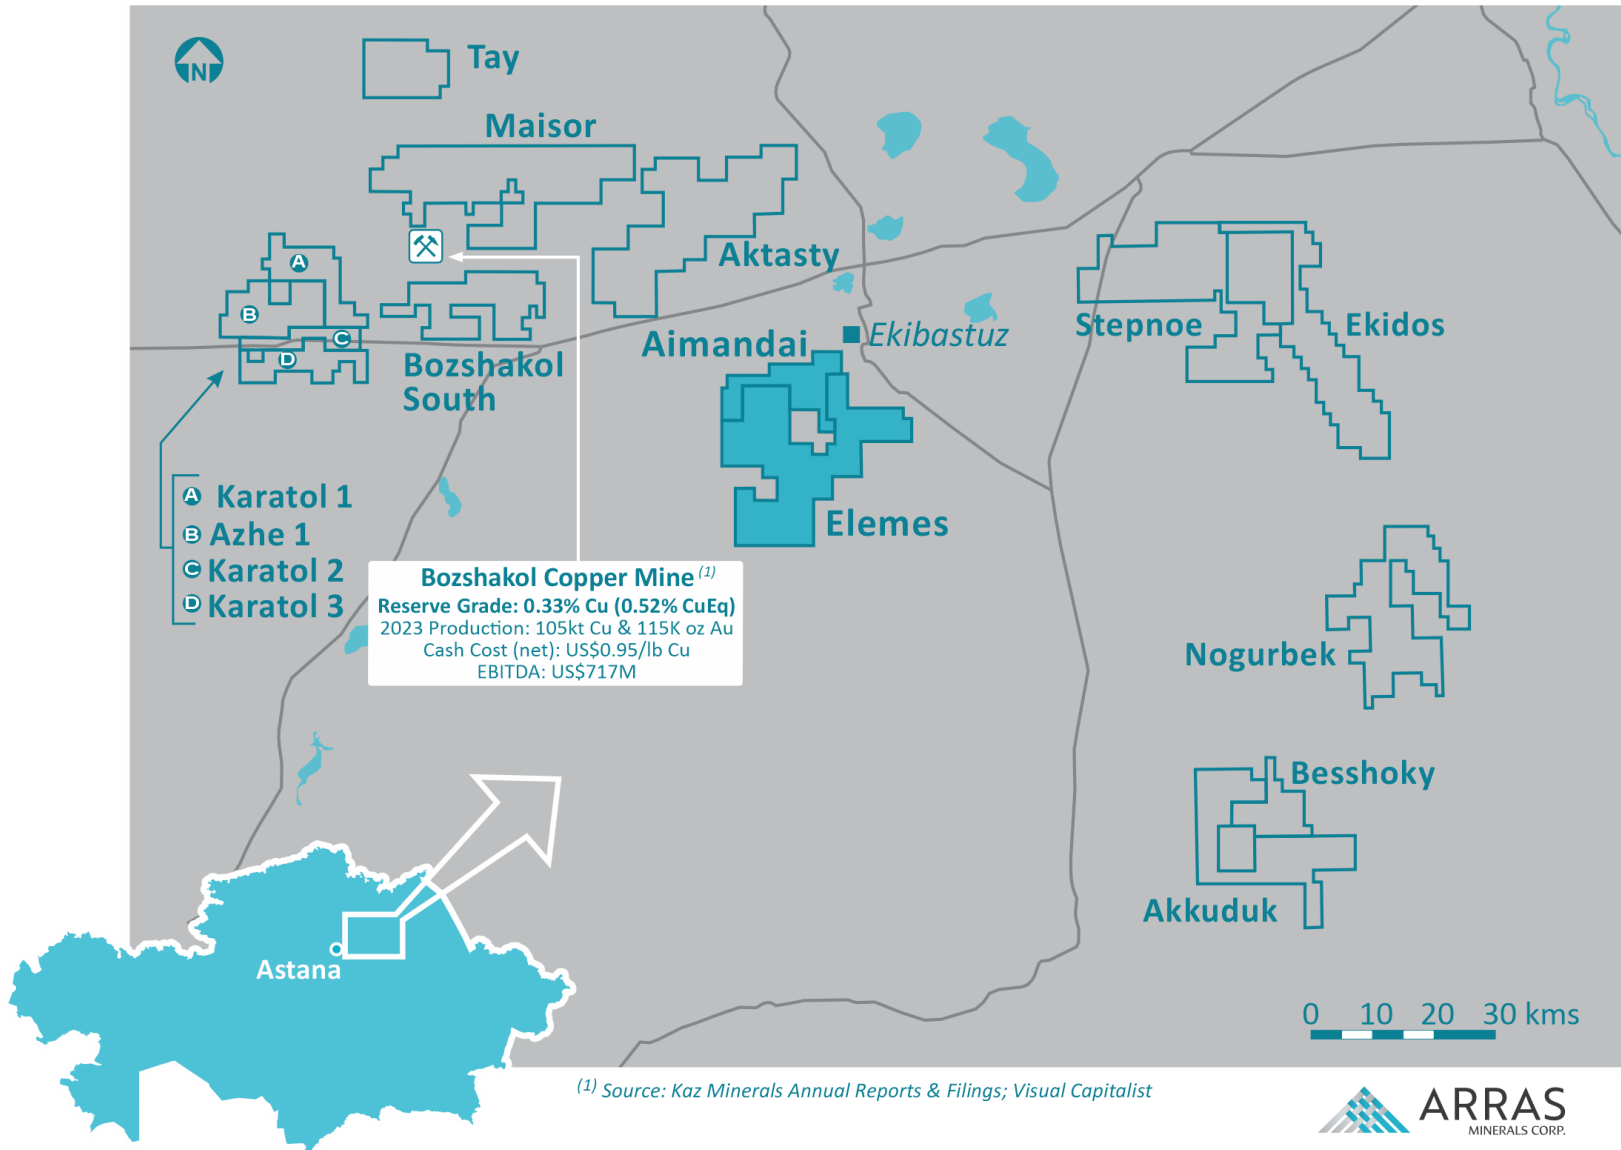 N
Tay
Maisor
Aktasty
A
B
C
D
Bozshakol
South
Aimandai
Ekibastuz
Elemes
Stepnoe
Ekidos
A Karatol 1
B Azhe 1
C Karatol 2
D Karatol 3
Bozshakol Copper Mine (1)
Reserve Grade: 0.33% Cu (0.52% CuEq)
2023 Production: 105kt Cu & 115K oz Au
Cash Cost (net): US$0.95/lb Cu
EBITDA: US$717M
Nogurbek
Besshoky
Akkuduk
Astana
0 10 20 30 kms
(1) Source: Kaz Minerals Annual Reports & Filings; Visual Capitalist
ARRAS
MINERALS CORP.